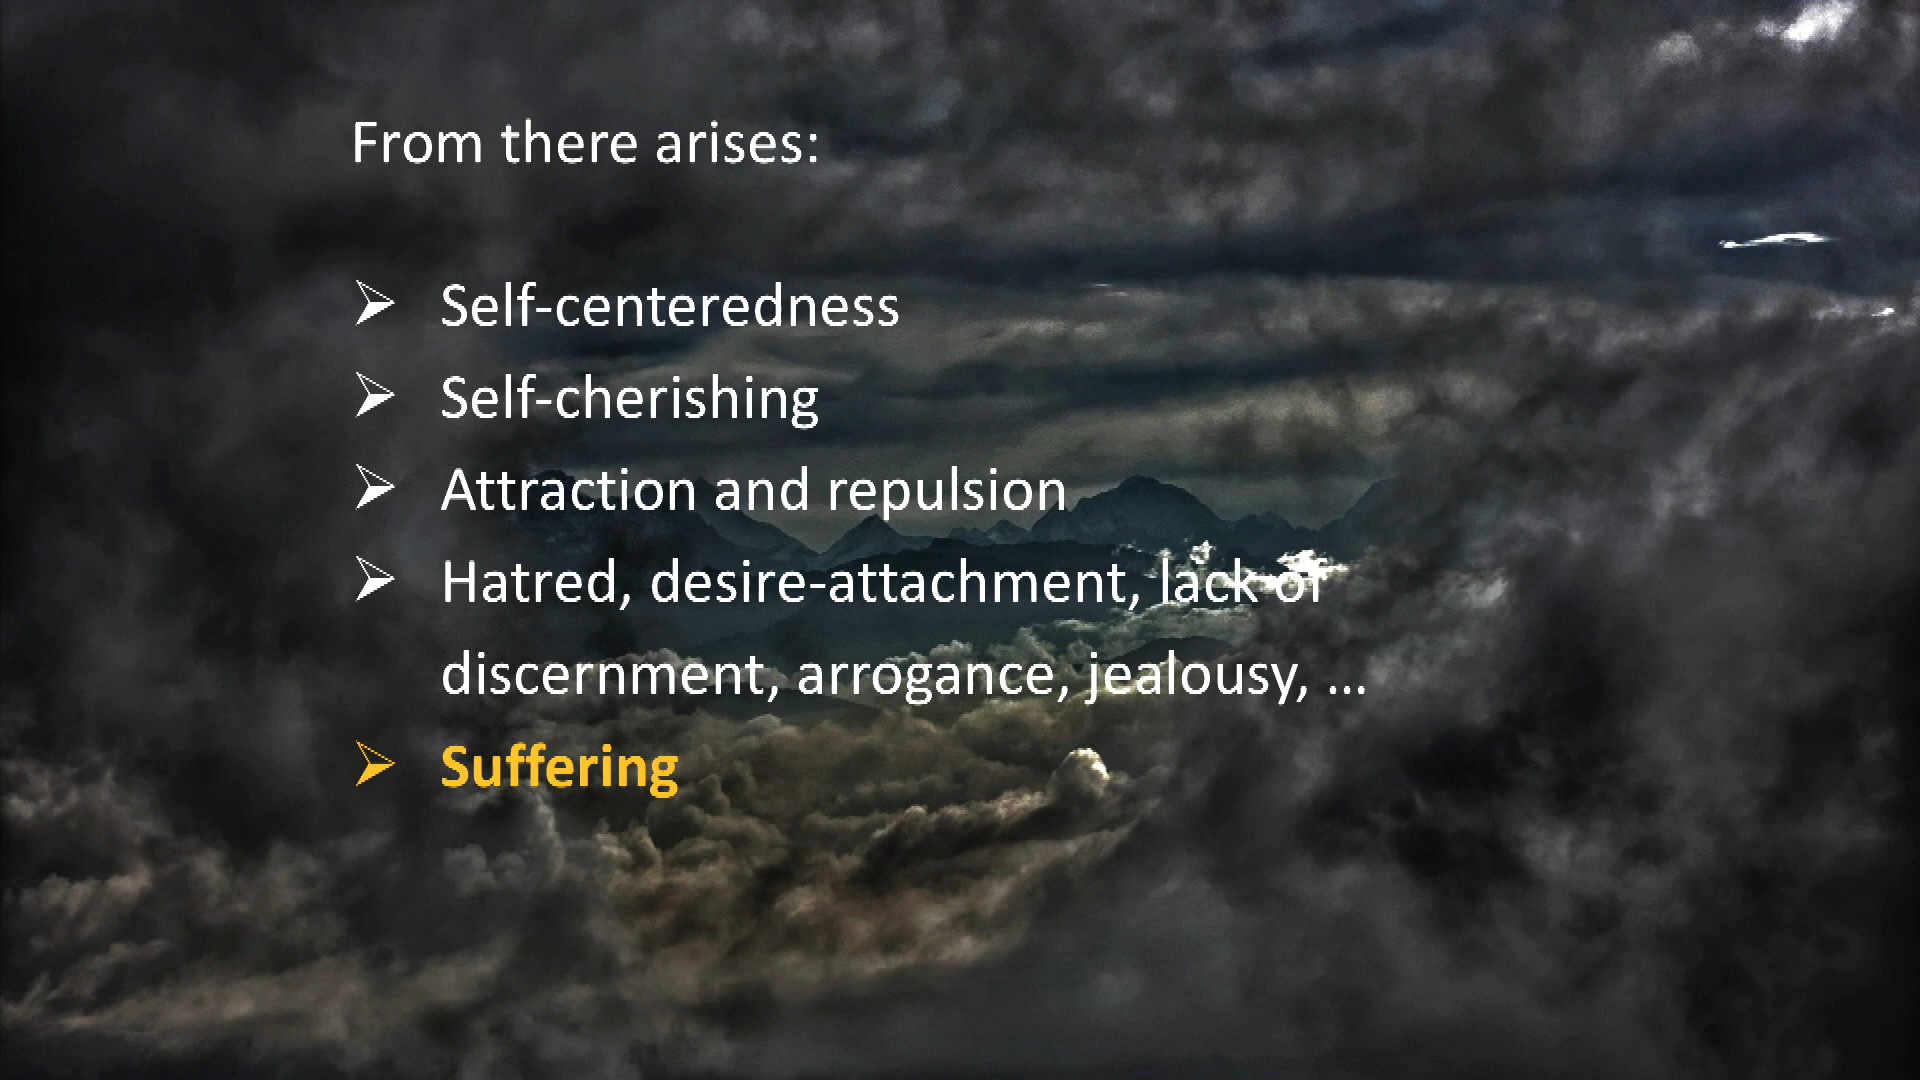 From there arises:
➢ Self-centeredness
➢ Self-cherishing
➢ Attraction and repulsion
➢ Hatred, desire-attachment, lack of
discernment, arrogance, jealousy, ...
➢ Suffering